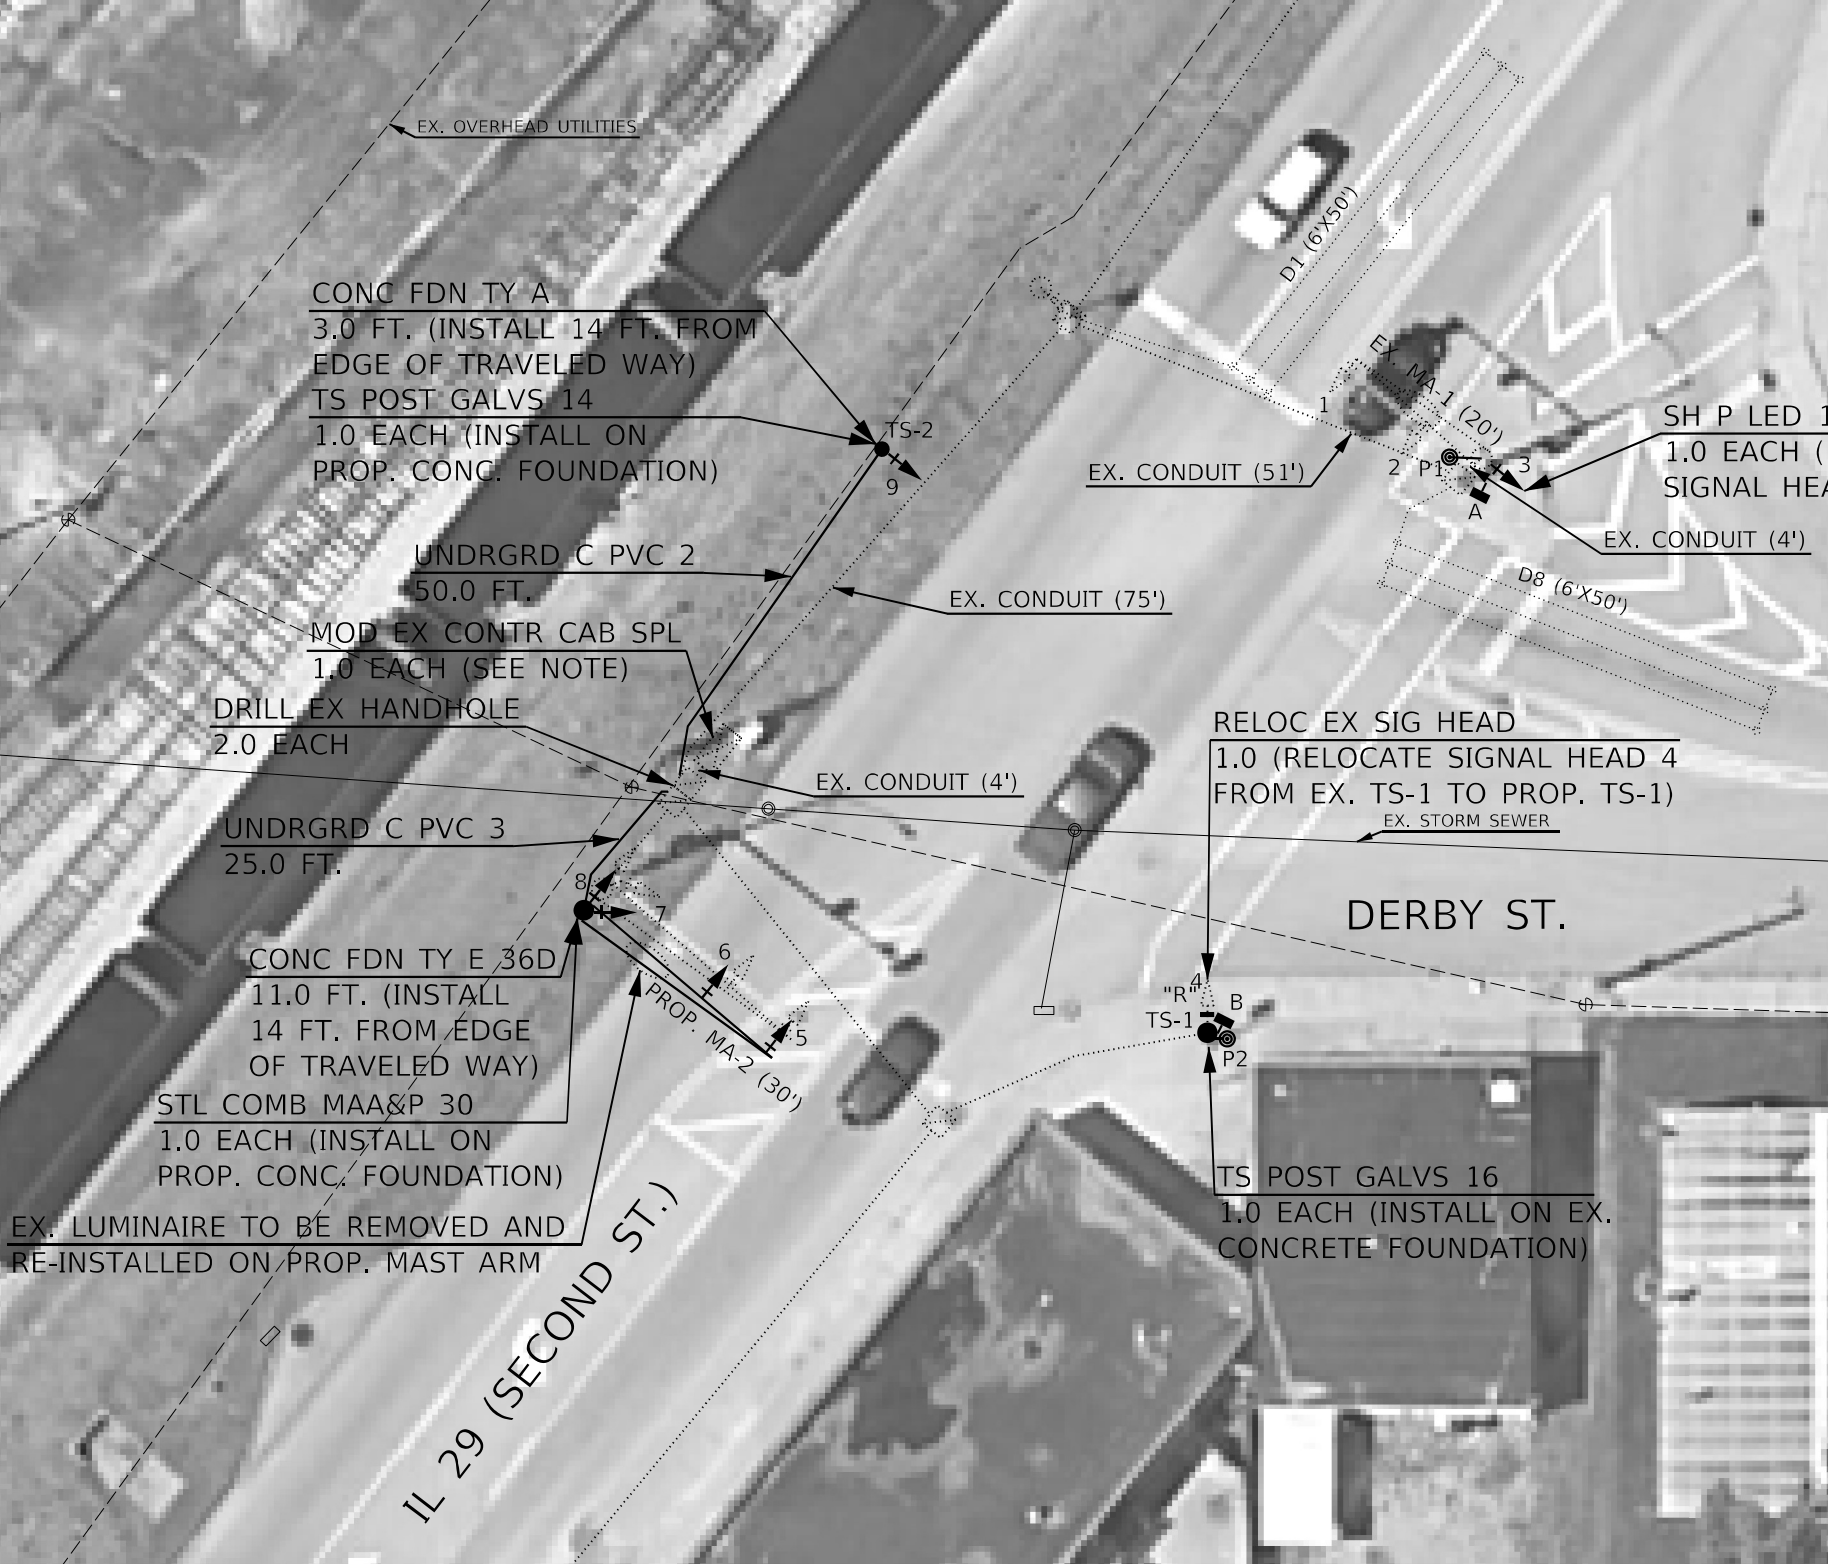 EX. OVERHEAD UTILITIES
D1 (6'X50')
CONC FDN TY A
3.0 FT. (INSTALL 14 FT. FROM
EDGE OF TRAVELED WAY)
TS POST GALVS 14
1.0 EACH (INSTALL ON
PROP. CONC. FOUNDATION)
TS-2
9
EX. MA-1 (20')
1
2
P1
3
A
SH P LED 1
1.0 EACH (
SIGNAL HEA
EX. CONDUIT (51')
EX. CONDUIT (4')
UNDRGRD C PVC 2
50.0 FT.
EX. CONDUIT (75')
D8 (6'X50')
MOD EX CONTR CAB SPL
1.0 EACH (SEE NOTE)
DRILL EX HANDHOLE
2.0 EACH
EX. CONDUIT (4')
RELOC EX SIG HEAD
1.0 (RELOCATE SIGNAL HEAD 4
FROM EX. TS-1 TO PROP. TS-1)
EX. STORM SEWER
UNDRGRD C PVC 3
25.0 FT.
8
7
6
5
DERBY ST.
CONC FDN TY E 36D
11.0 FT. (INSTALL
14 FT. FROM EDGE
OF TRAVELED WAY)
PROP. MA-2 (30')
4
"R"
B
TS-1
P2
STL COMB MAA&P 30
1.0 EACH (INSTALL ON
PROP. CONC. FOUNDATION)
TS POST GALVS 16
1.0 EACH (INSTALL ON EX.
CONCRETE FOUNDATION)
EX. LUMINAIRE TO BE REMOVED AND
RE-INSTALLED ON PROP. MAST ARM
IL 29 (SECOND ST.)